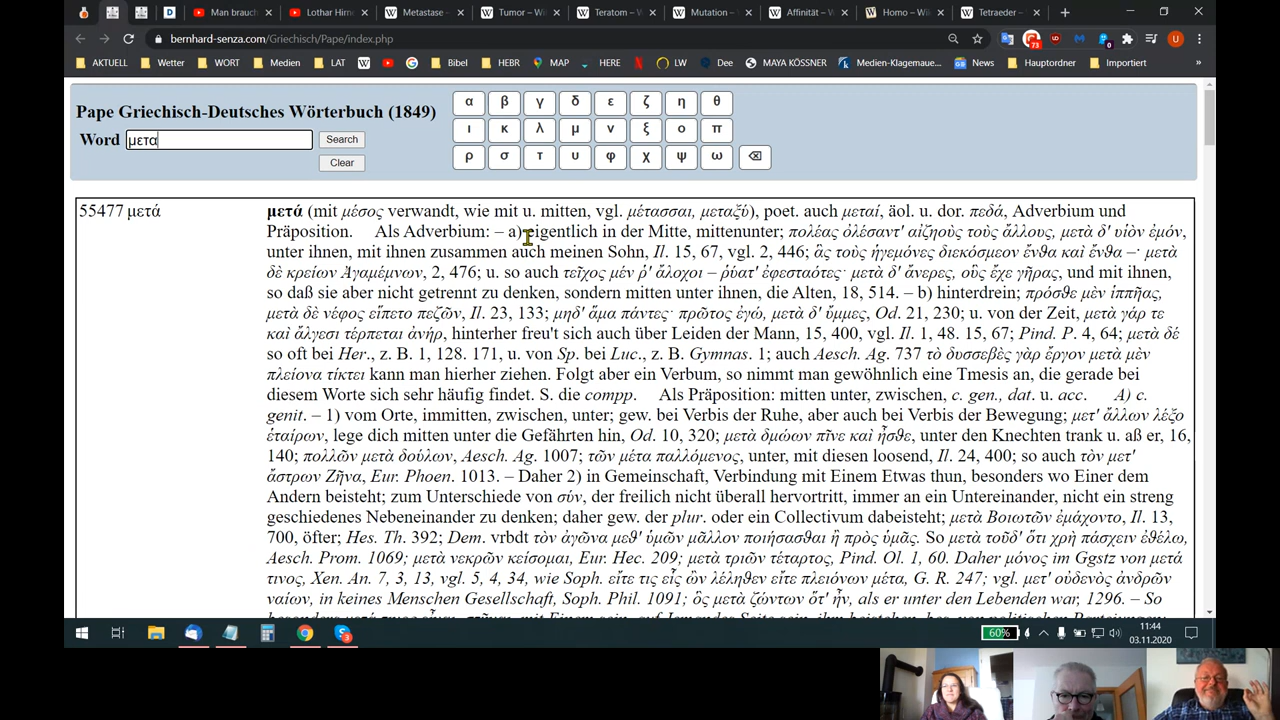 Man brauch
Lothar Hirne
Metastase –
Tumor – Wi
Teratom – W
Mutation –
Affinität – W
Homo – Wik
Tetraeder –
bernhard-senza.com/Griechisch/Pape/index.php
73
0
U
AKTUELL Wetter WORT Medien LAT G Bibel HEBR MAP HERE LW Dee MAYA KÖSSNER Medien-Klagemaue... News Hauptordner Importiert
Pape Griechisch-Deutsches Wörterbuch (1849)
Word μετα Search
Clear
α β γ δ ε ζ η θ
ι κ λ μ ν ξ ο π
ρ σ τ υ φ χ ψ ω ⌫
55477 μετά
μετά (mit μέσος verwandt, wie mit u. mitten, vgl. μέτασσαι, μεταξύ), poet. auch μεταί, äol. u. dor. πεδά, Adverbium und
Präposition. Als Adverbium: – a) eigentlich in der Mitte, mittenunter; πολέας ὀλέσαντ' αἰζηοὺς τοὺς ἄλλους, μετὰ δ' υἱὸν ἐμόν,
unter ihnen, mit ihnen zusammen auch meinen Sohn, Il. 15, 67, vgl. 2, 446; ἃς τοὺς ἡγεμόνες διεκόσμεον ἔνθα καὶ ἔνθα –· μετὰ
δὲ κρείων Ἀγαμέμνων, 2, 476; u. so auch τεῖχος μέν ῥ' ἄλοχοι – ῥύατ' ἐφεσταότες· μετὰ δ' ἄνερες, οὓς ἔχε γῆρας, und mit ihnen,
so daß sie aber nicht getrennt zu denken, sondern mitten unter ihnen, die Alten, 18, 514. – b) hinterdrein; πρόσθε μὲν ἱππῆας,
μετὰ δὲ νέφος εἵπετο πεζῶν, Il. 23, 133; μηδ' ἅμα πάντες· πρῶτος ἐγώ, μετὰ δ' ὔμμες, Od. 21, 230; u. von der Zeit, μετὰ γάρ τε
καὶ ἄλγεσι τέρπεται ἀνήρ, hinterher freu't sich auch über Leiden der Mann, 15, 400, vgl. Il. 1, 48. 15, 67; Pind. P. 4, 64; μετὰ δέ
so oft bei Her., z. B. 1, 128. 171, u. von Sp. bei Luc., z. B. Gymnas. 1; auch Aesch. Ag. 737 τὸ δυσσεβὲς γὰρ ἔργον μετὰ μὲν
πλείονα τίκτει kann man hierher ziehen. Folgt aber ein Verbum, so nimmt man gewöhnlich eine Tmesis an, die gerade bei
diesem Worte sich sehr häufig findet. S. die compp. Als Präposition: mitten unter, zwischen, c. gen., dat. u. acc. A) c.
genit. – 1) vom Orte, immitten, zwischen, unter; gew. bei Verbis der Ruhe, aber auch bei Verbis der Bewegung; μετ' ἄλλων λέξο
ἑταίρων, lege dich mitten unter die Gefährten hin, Od. 10, 320; μετὰ δμώων πῖνε καὶ ἦσθε, unter den Knechten trank u. aß er, 16,
140; πολλῶν μετὰ δούλων, Aesch. Ag. 1007; τῶν μέτα παλλόμενος, unter, mit diesen loosend, Il. 24, 400; so auch τὸν μετ'
ἄστρων Ζῆνα, Eur. Phoen. 1013. – Daher 2) in Gemeinschaft, Verbindung mit Einem Etwas thun, besonders wo Einer dem
Andern beisteht; zum Unterschiede von σύν, der freilich nicht überall hervortritt, immer an ein Untereinander, nicht ein streng
geschiedenes Nebeneinander zu denken; daher gew. der plur. oder ein Collectivum dabeisteht; μετὰ Βοιωτῶν ἐμάχοντο, Il. 13,
700, öfter; Hes. Th. 392; Dem. vrbdt τὸν ἀγῶνα μεθ' ὑμῶν μᾶλλον ποιήσασθαι ἢ πρὸς ὑμᾶς. So μετὰ τοῦδ' ὅτι χρὴ πάσχειν ἐθέλω,
Aesch. Prom. 1069; μετὰ νεκρῶν κείσομαι, Eur. Hec. 209; μετὰ τριῶν τέταρτος, Pind. Ol. 1, 60. Daher μόνος im Ggstz von μετά
τινος, Xen. An. 7, 3, 13, vgl. 5, 4, 34, wie Soph. εἴτε τις εἷς ὢν λέληθεν εἴτε πλειόνων μέτα, G. R. 247; vgl. μετ' οὐδενὸς ἀνδρῶν
ναίων, in keines Menschen Gesellschaft, Soph. Phil. 1091; ὃς μετὰ ζώντων ὅτ' ἦν, als er unter den Lebenden war, 1296. – So
60%
11:44
03.11.2020